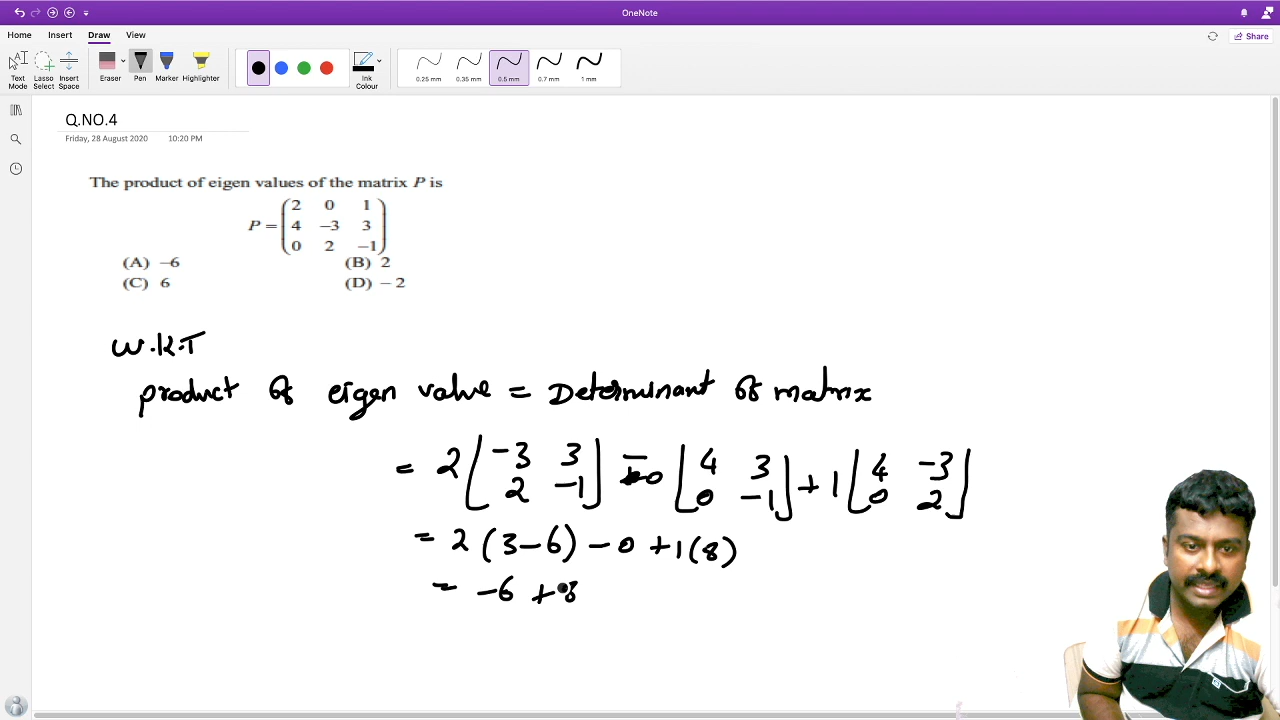 OneNote
Home Insert Draw View
Share
Text Mode
Lasso Select
Insert Space
Eraser
Pen
Marker
Highlighter
Ink Colour
0.25 mm
0.35 mm
0.5 mm
0.7 mm
1 mm
Q.NO.4
Friday, 28 August 2020 10:20 PM
The product of eigen values of the matrix P is
P = ( 2 0 1
4 −3 3
0 2 −1 )
(A) −6 (B) 2
(C) 6 (D) − 2
W.K.T
product of eigen value = Determinant of matrix
= 2 [ -3 3 ; 2 -1 ] - 0 [ 4 3 ; 0 -1 ] + 1 [ 4 -3 ; 0 2 ]
= 2 (3-6) - 0 + 1(8)
= -6 +8